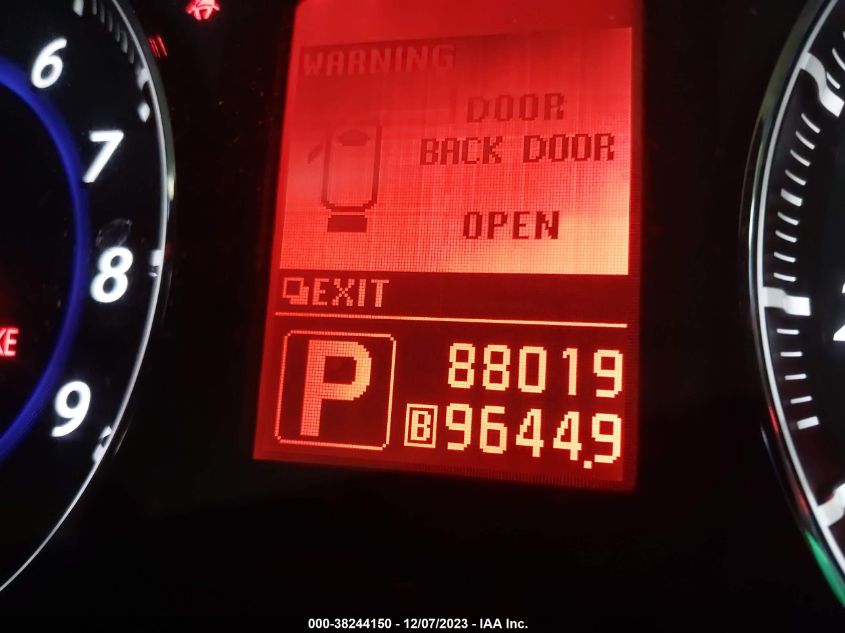 6
7
8
9
KE
WARNING
DOOR
BACK DOOR
OPEN
EXIT
P
88019
B 9644.9
000-38244150 - 12/07/2023 - IAA Inc.